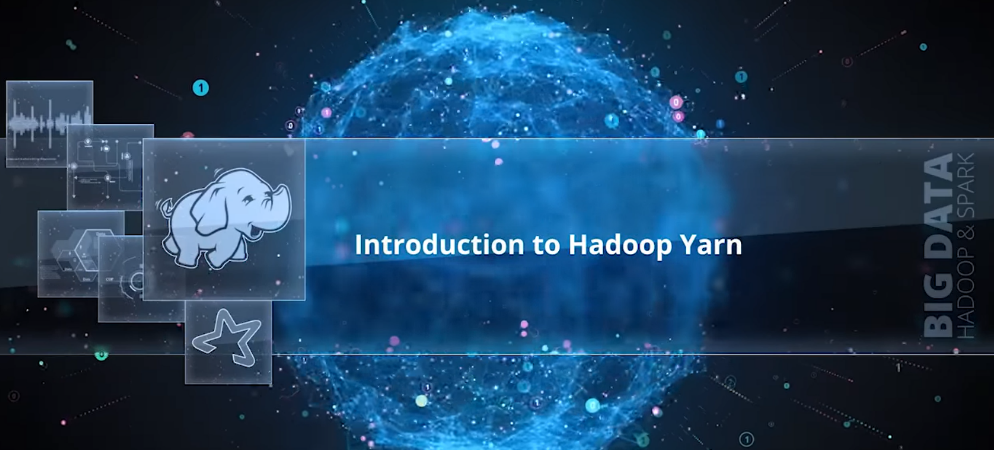 Introduction to Hadoop Yarn
BIG DATA
HADOOP & SPARK